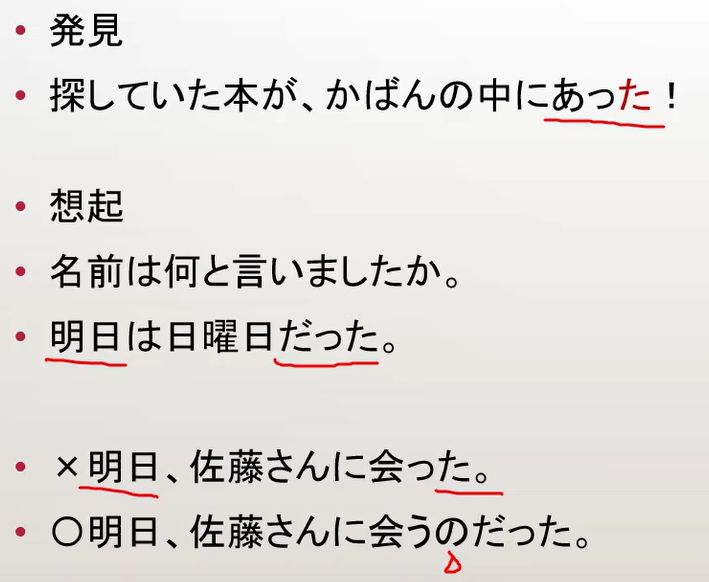 発見
探していた本が、かばんの中にあった！
想起
名前は何と言いましたか。
明日は日曜日だった。
×明日、佐藤さんに会った。
〇明日、佐藤さんに会うのだった。